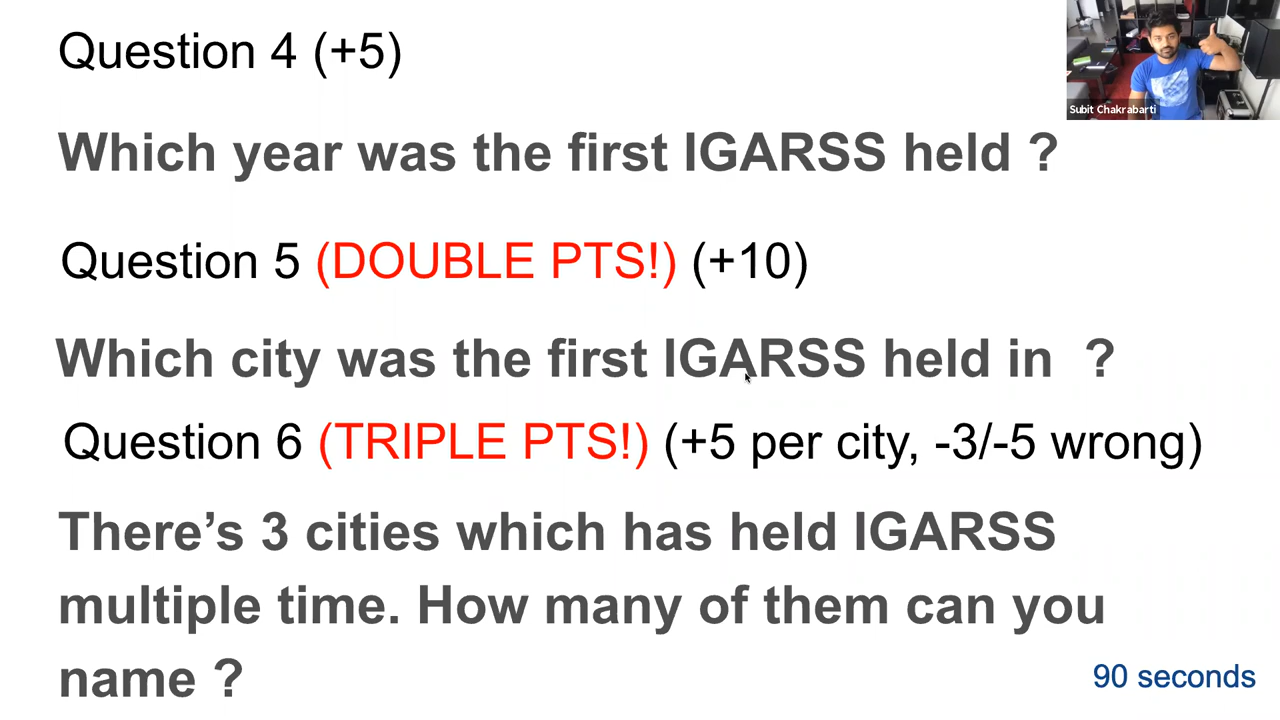 Question 4 (+5)
Subit Chakrabarti
Which year was the first IGARSS held ?
Question 5 (DOUBLE PTS!) (+10)
Which city was the first IGARSS held in ?
Question 6 (TRIPLE PTS!) (+5 per city, -3/-5 wrong)
There’s 3 cities which has held IGARSS
multiple time. How many of them can you
name ?
90 seconds